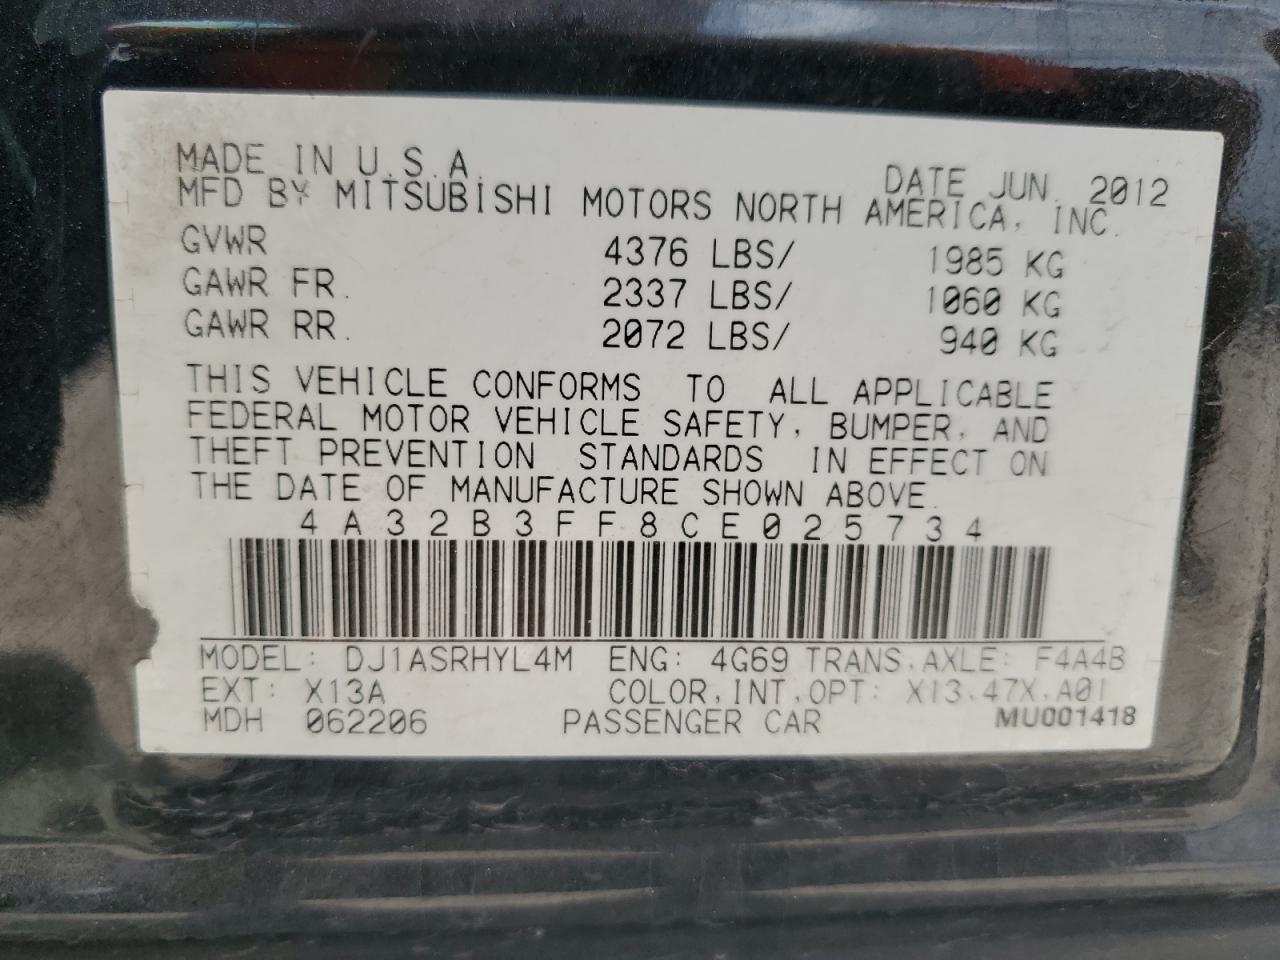 MADE IN U.S.A. DATE JUN. 2012
MFD BY MITSUBISHI MOTORS NORTH AMERICA, INC.
GVWR 4376 LBS/ 1985 KG
GAWR FR. 2337 LBS/ 1060 KG
GAWR RR. 2072 LBS/ 940 KG
THIS VEHICLE CONFORMS TO ALL APPLICABLE
FEDERAL MOTOR VEHICLE SAFETY, BUMPER, AND
THEFT PREVENTION STANDARDS IN EFFECT ON
THE DATE OF MANUFACTURE SHOWN ABOVE.
4A32B3FF8CE025734
MODEL: DJ1ASRHYL4M ENG: 4G69 TRANS.AXLE: F4A4B
EXT: X13A COLOR,INT,OPT: X13.47X.A01
MDH 062206 PASSENGER CAR MU001418